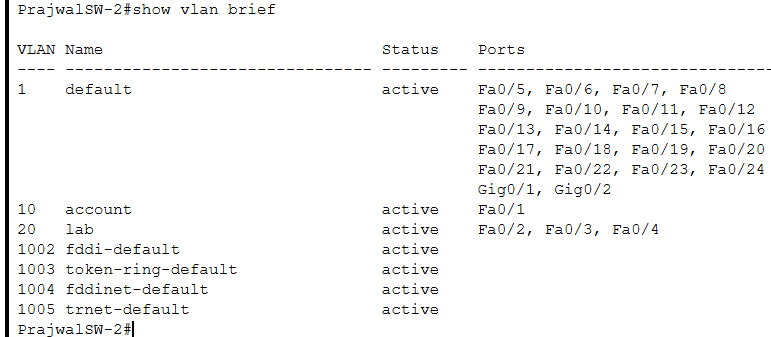 PrajwalSW-2#show vlan brief
VLAN Name                             Status    Ports
---- -------------------------------- --------- -------------------------------
1    default                          active    Fa0/5, Fa0/6, Fa0/7, Fa0/8
                                                Fa0/9, Fa0/10, Fa0/11, Fa0/12
                                                Fa0/13, Fa0/14, Fa0/15, Fa0/16
                                                Fa0/17, Fa0/18, Fa0/19, Fa0/20
                                                Fa0/21, Fa0/22, Fa0/23, Fa0/24
                                                Gig0/1, Gig0/2
10   account                          active    Fa0/1
20   lab                              active    Fa0/2, Fa0/3, Fa0/4
1002 fddi-default                     active
1003 token-ring-default               active
1004 fddinet-default                  active
1005 trnet-default                    active
PrajwalSW-2#